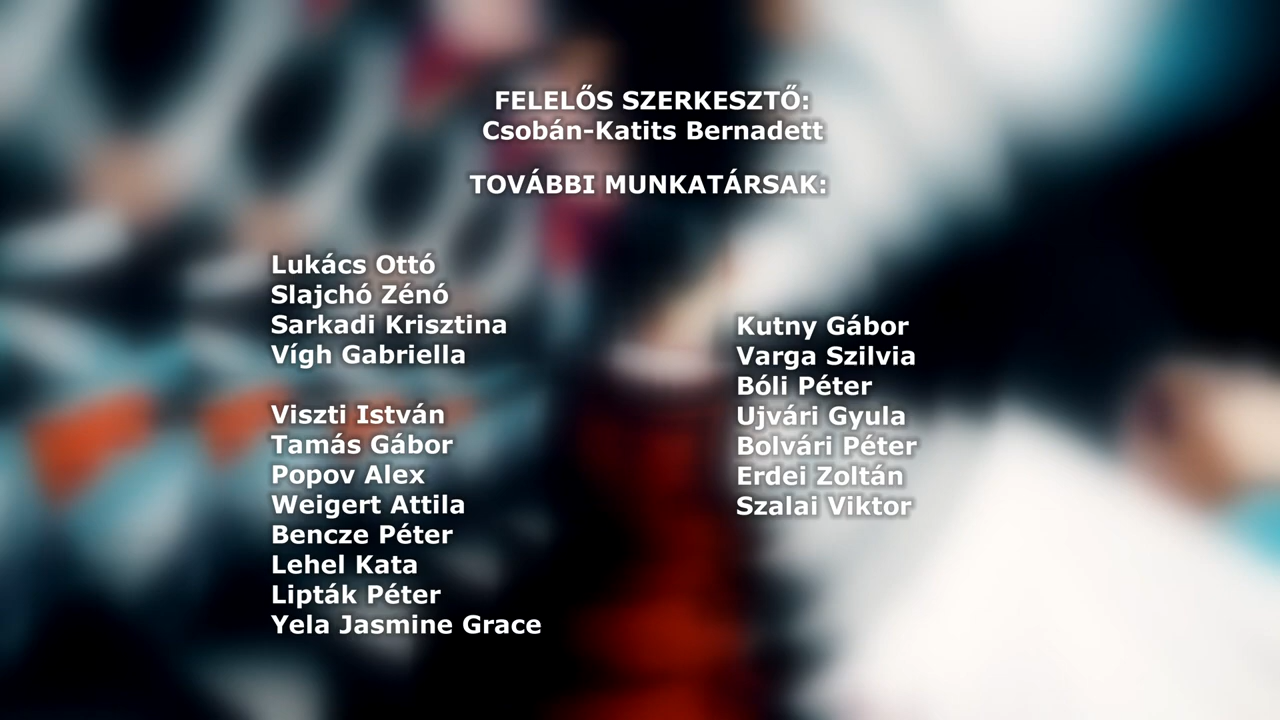 FELELŐS SZERKESZTŐ:
Csobán-Katits Bernadett
TOVÁBBI MUNKATÁRSAK:
Lukács Ottó
Slajchó Zénó
Sarkadi Krisztina
Vígh Gabriella
Viszti István
Tamás Gábor
Popov Alex
Weigert Attila
Bencze Péter
Lehel Kata
Lipták Péter
Yela Jasmine Grace
Kutny Gábor
Varga Szilvia
Bóli Péter
Ujvári Gyula
Bolvári Péter
Erdei Zoltán
Szalai Viktor